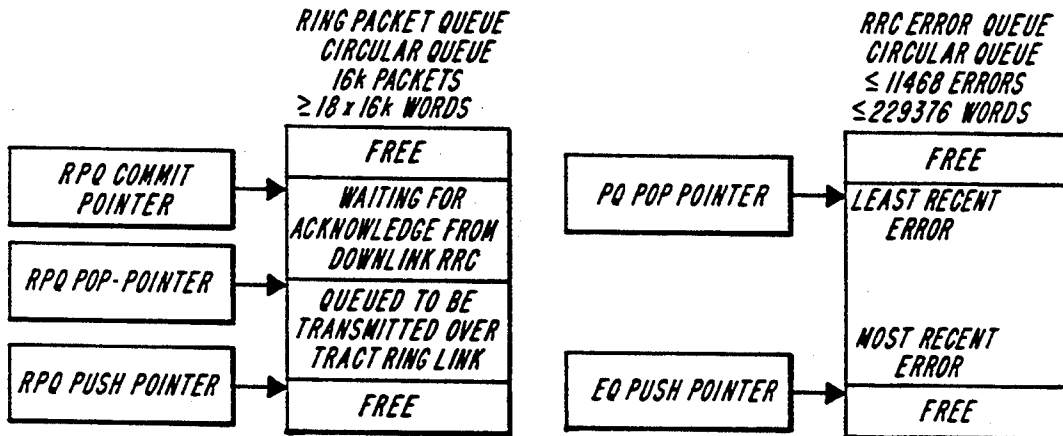 RING PACKET QUEUE
CIRCULAR QUEUE
16k PACKETS
≥ 18 x 16k WORDS
RPQ COMMIT
POINTER
RPQ POP-POINTER
RPQ PUSH POINTER
FREE
WAITING FOR
ACKNOWLEDGE FROM
DOWNLINK RRC
QUEUED TO BE
TRANSMITTED OVER
TRACT RING LINK
FREE
RRC ERROR QUEUE
CIRCULAR QUEUE
≤ 11468 ERRORS
≤229376 WORDS
PQ POP POINTER
EQ PUSH POINTER
FREE
LEAST RECENT
ERROR
MOST RECENT
ERROR
FREE